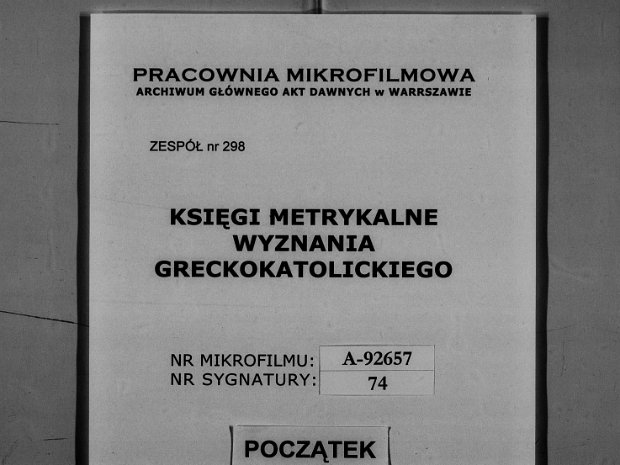 PRACOWNIA MIKROFILMOWA
ARCHIWUM GŁÓWNEGO AKT DAWNYCH w WARRSZAWIE
ZESPÓŁ nr 298
KSIĘGI METRYKALNE
WYZNANIA
GRECKOKATOLICKIEGO
NR MIKROFILMU: A-92657
NR SYGNATURY: 74
POCZĄTEK